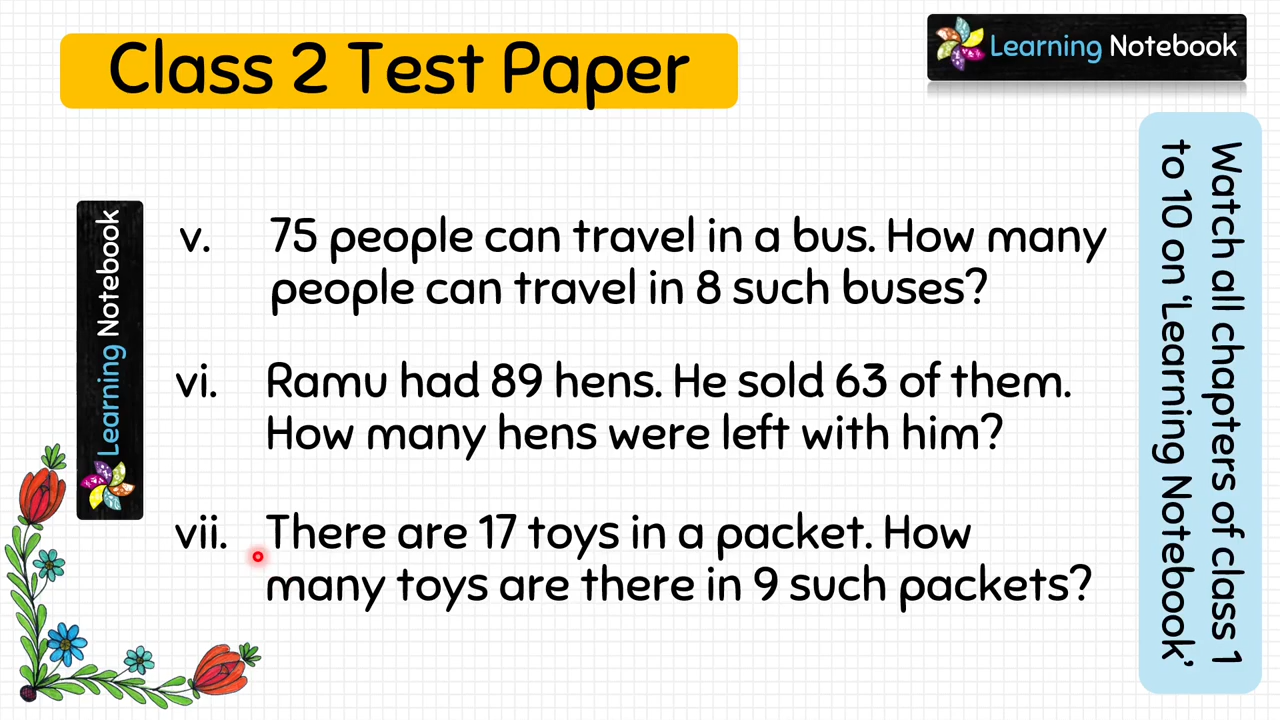 Class 2 Test Paper
Learning Notebook
Learning Notebook
v. 75 people can travel in a bus. How many
people can travel in 8 such buses?
vi. Ramu had 89 hens. He sold 63 of them.
How many hens were left with him?
vii. There are 17 toys in a packet. How
many toys are there in 9 such packets?
Watch all chapters of class 1
to 10 on 'Learning Notebook'